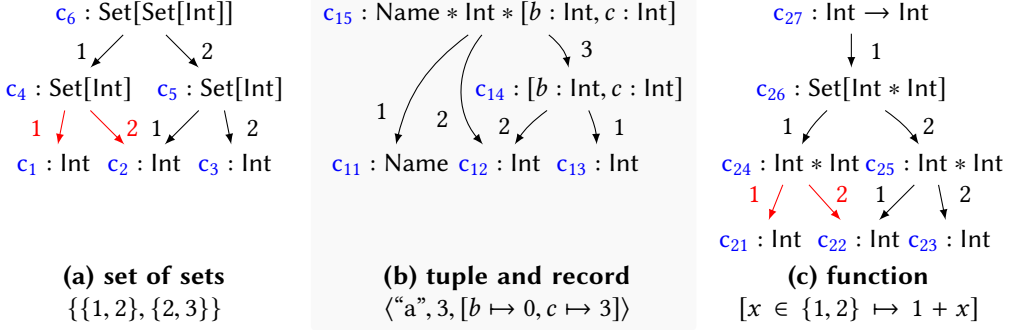 c₆ : Set[Set[Int]]
1 2
c₄ : Set[Int] c₅ : Set[Int]
1 2 1 2
c₁ : Int c₂ : Int c₃ : Int
(a) set of sets
{{1, 2}, {2, 3}}
c₁₅ : Name ∗ Int ∗ [b : Int, c : Int]
3
c₁₄ : [b : Int, c : Int]
1 2 2 1
c₁₁ : Name c₁₂ : Int c₁₃ : Int
(b) tuple and record
⟨“a”, 3, [b ↦ 0, c ↦ 3]⟩
c₂₇ : Int → Int
1
c₂₆ : Set[Int ∗ Int]
1 2
c₂₄ : Int ∗ Int c₂₅ : Int ∗ Int
1 2 1 2
c₂₁ : Int c₂₂ : Int c₂₃ : Int
(c) function
[x ∈ {1, 2} ↦ 1 + x]